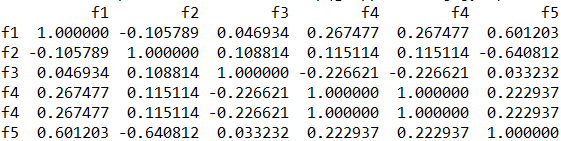 f1 f2 f3 f4 f4 f5
f1 1.000000 -0.105789 0.046934 0.267477 0.267477 0.601203
f2 -0.105789 1.000000 0.108814 0.115114 0.115114 -0.640812
f3 0.046934 0.108814 1.000000 -0.226621 -0.226621 0.033232
f4 0.267477 0.115114 -0.226621 1.000000 1.000000 0.222937
f4 0.267477 0.115114 -0.226621 1.000000 1.000000 0.222937
f5 0.601203 -0.640812 0.033232 0.222937 0.222937 1.000000